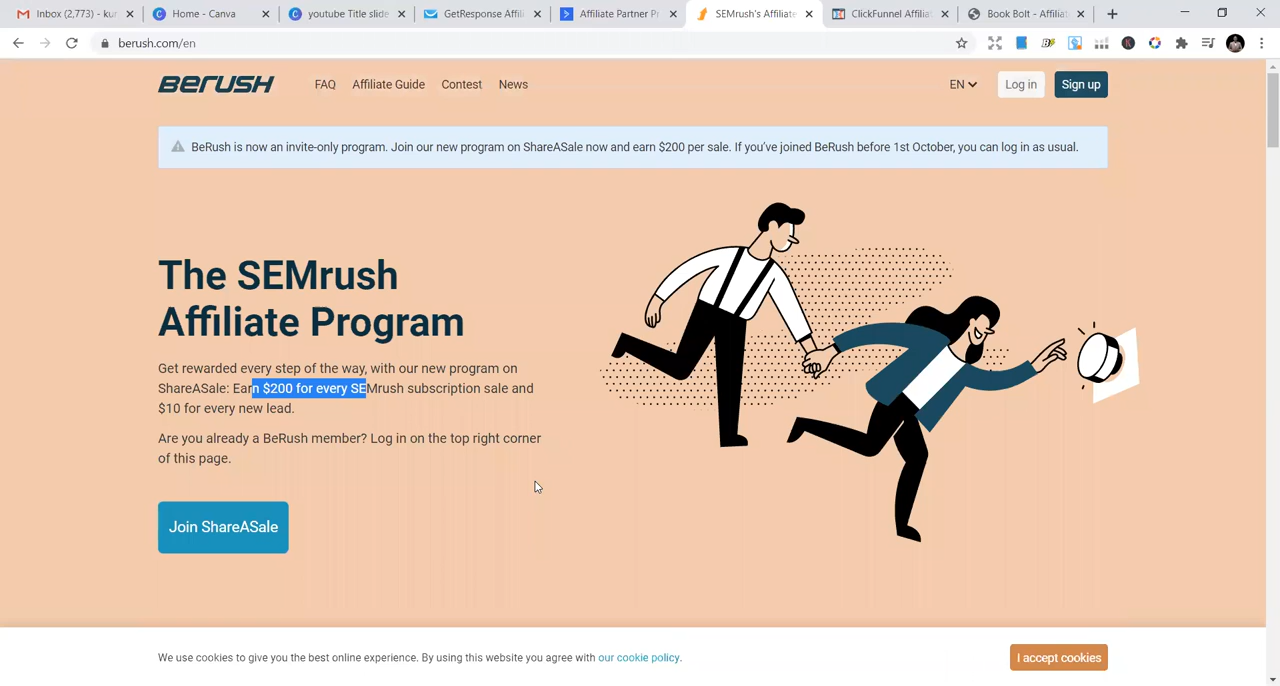 Inbox (2,773) - kur
Home - Canva
youtube Title slide
GetResponse Affili
Affiliate Partner Pr
SEMrush's Affiliate
ClickFunnel Affiliat
Book Bolt - Affiliat
berush.com/en
BERUSH
FAQ
Affiliate Guide
Contest
News
EN
Log in
Sign up
BeRush is now an invite-only program. Join our new program on ShareASale now and earn $200 per sale. If you've joined BeRush before 1st October, you can log in as usual.
The SEMrush
Affiliate Program
Get rewarded every step of the way, with our new program on
ShareASale: Earn $200 for every SEMrush subscription sale and
$10 for every new lead.
Are you already a BeRush member? Log in on the top right corner
of this page.
Join ShareASale
We use cookies to give you the best online experience. By using this website you agree with our cookie policy.
I accept cookies